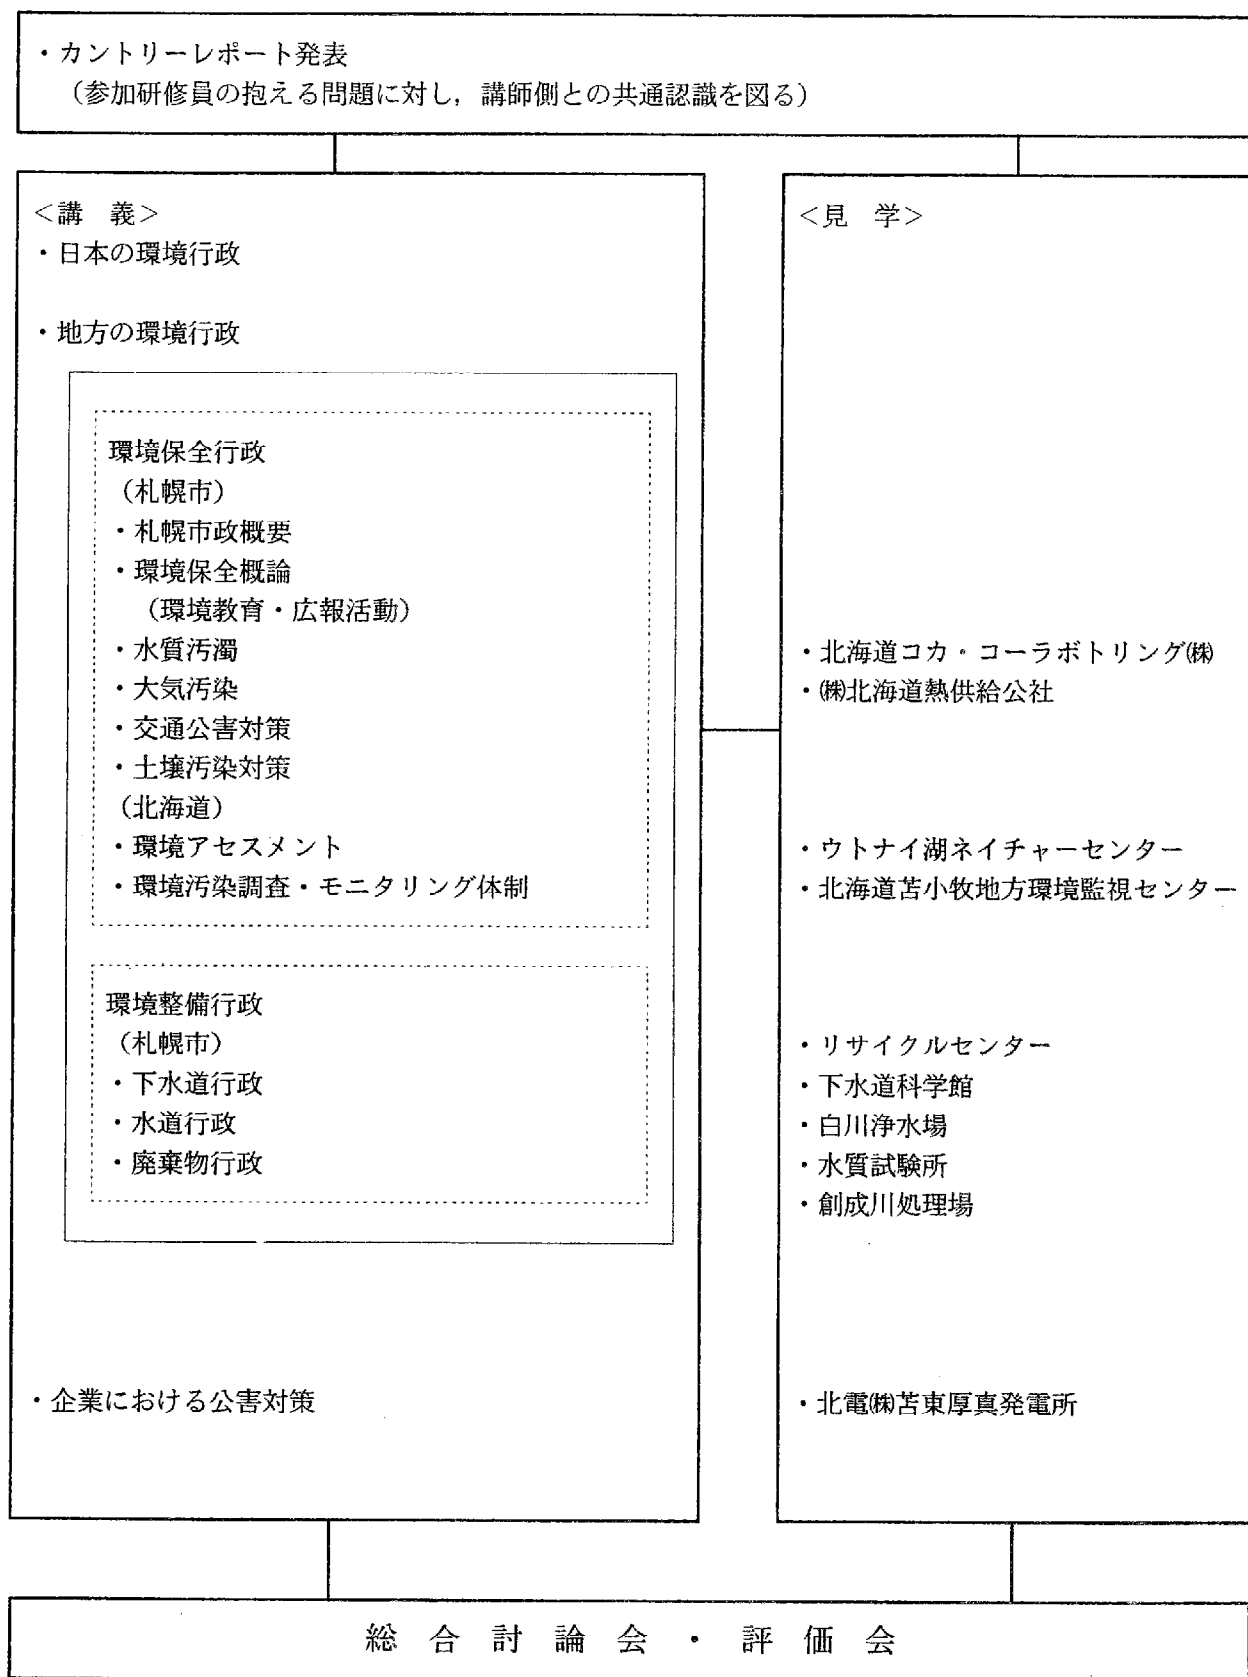 ・カントリーレポート発表
（参加研修員の抱える問題に対し，講師側との共通認識を図る）
＜講　義＞
・日本の環境行政
・地方の環境行政
環境保全行政
（札幌市）
・札幌市政概要
・環境保全概論
（環境教育・広報活動）
・水質汚濁
・大気汚染
・交通公害対策
・土壌汚染対策
（北海道）
・環境アセスメント
・環境汚染調査・モニタリング体制
環境整備行政
（札幌市）
・下水道行政
・水道行政
・廃棄物行政
・企業における公害対策
＜見　学＞
・北海道コカ・コーラボトリング㈱
・㈱北海道熱供給公社
・ウトナイ湖ネイチャーセンター
・北海道苫小牧地方環境監視センター
・リサイクルセンター
・下水道科学館
・白川浄水場
・水質試験所
・創成川処理場
・北電㈱苫東厚真発電所
総合討論会・評価会